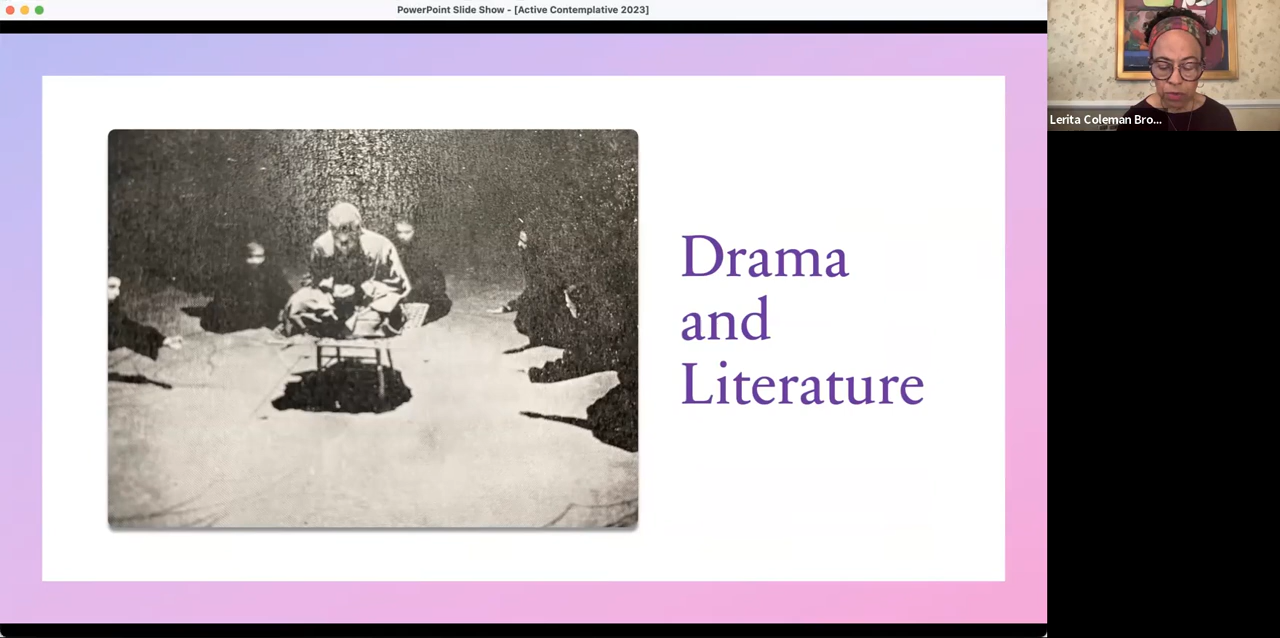 PowerPoint Slide Show - [Active Contemplative 2023]
Lerita Coleman Bro...
Drama
and
Literature